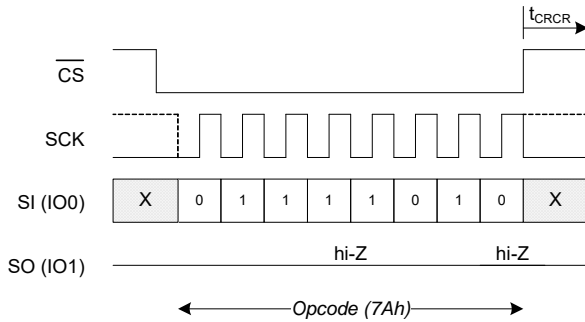 tCRCR
CS
SCK
SI (IO0) X 0 1 1 1 1 0 1 0 X
SO (IO1) hi-Z hi-Z
Opcode (7Ah)